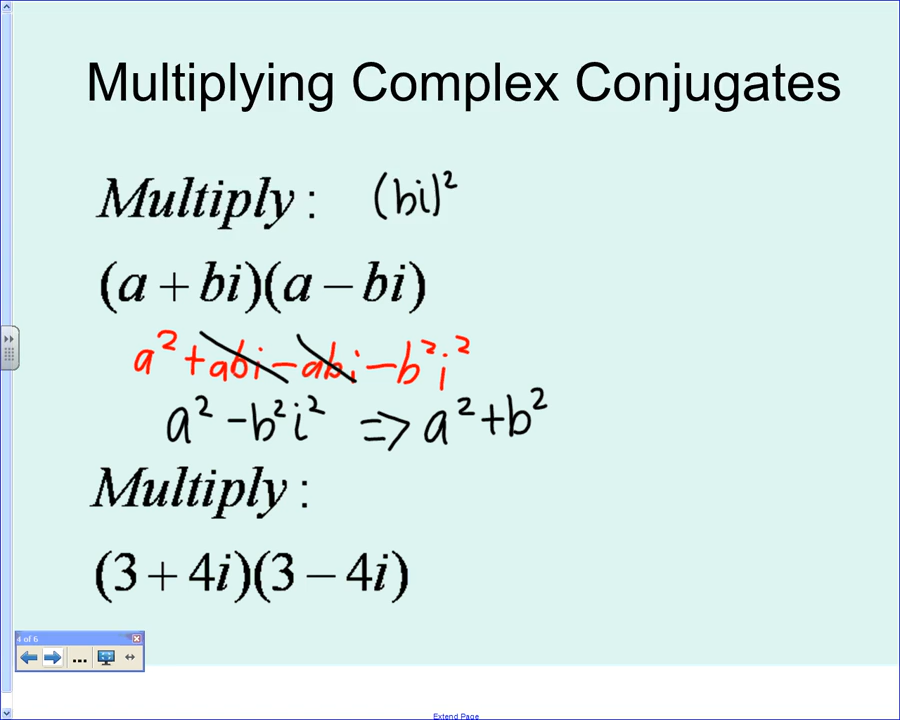 Multiplying Complex Conjugates
Multiply: (bi)²
(a + bi)(a − bi)
a² + abi − abi − b²i²
a² − b²i² ⇒ a² + b²
Multiply:
(3 + 4i)(3 − 4i)
4 of 6
...
Extend Page